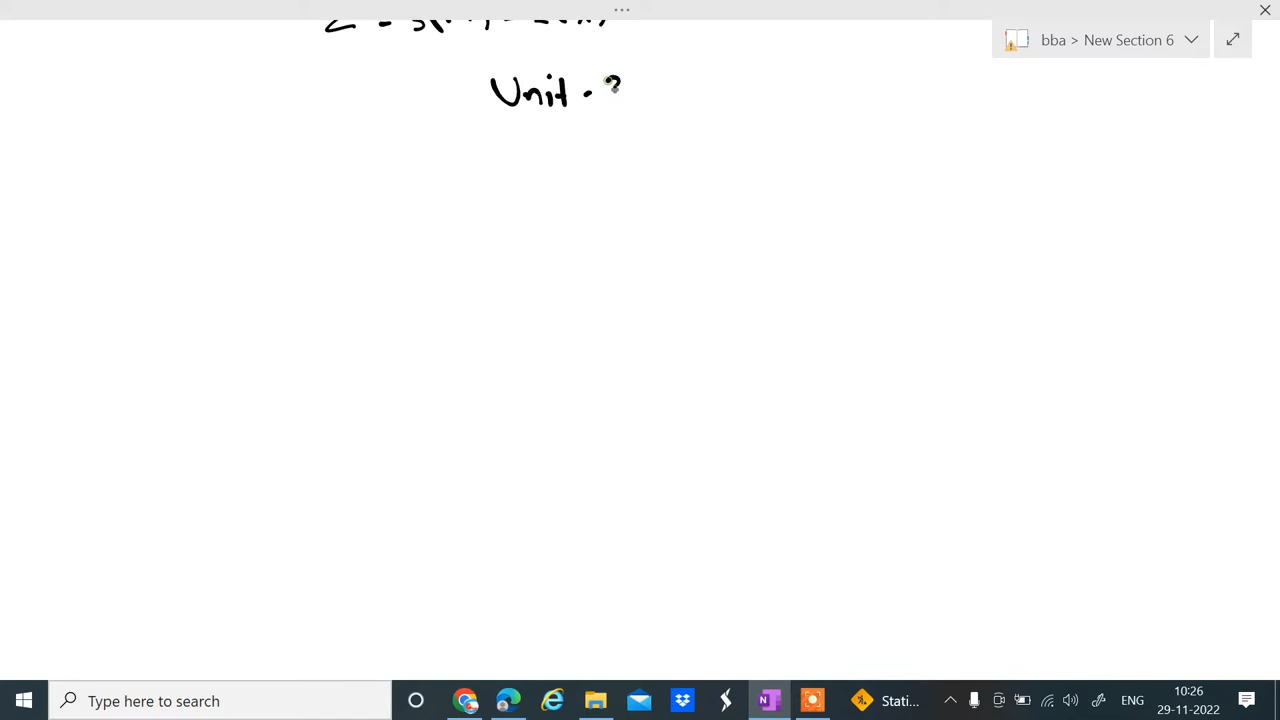 bba > New Section 6
Unit -
Type here to search
Stati...
ENG
10:26
29-11-2022